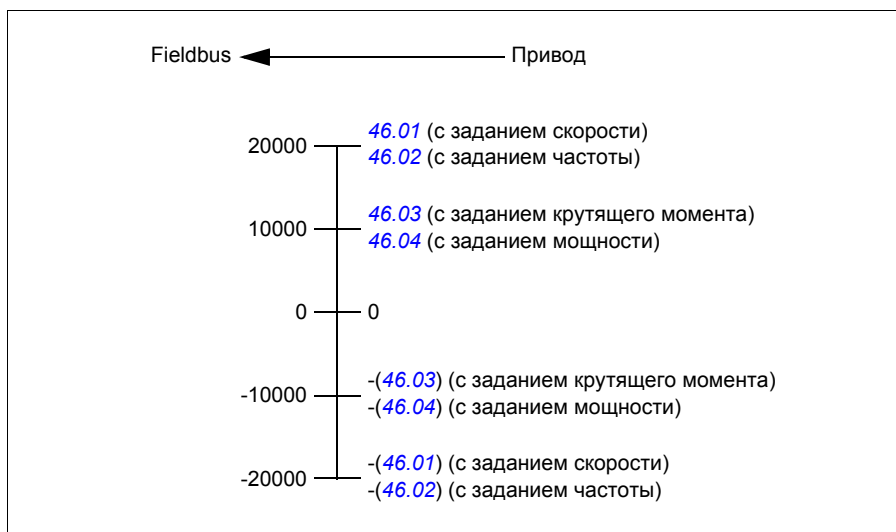 Fieldbus Привод
46.01 (с заданием скорости)
20000
46.02 (с заданием частоты)
46.03 (с заданием крутящего момента)
10000
46.04 (с заданием мощности)
0 0
-(46.03) (с заданием крутящего момента)
-10000
-(46.04) (с заданием мощности)
-(46.01) (с заданием скорости)
-20000
-(46.02) (с заданием частоты)